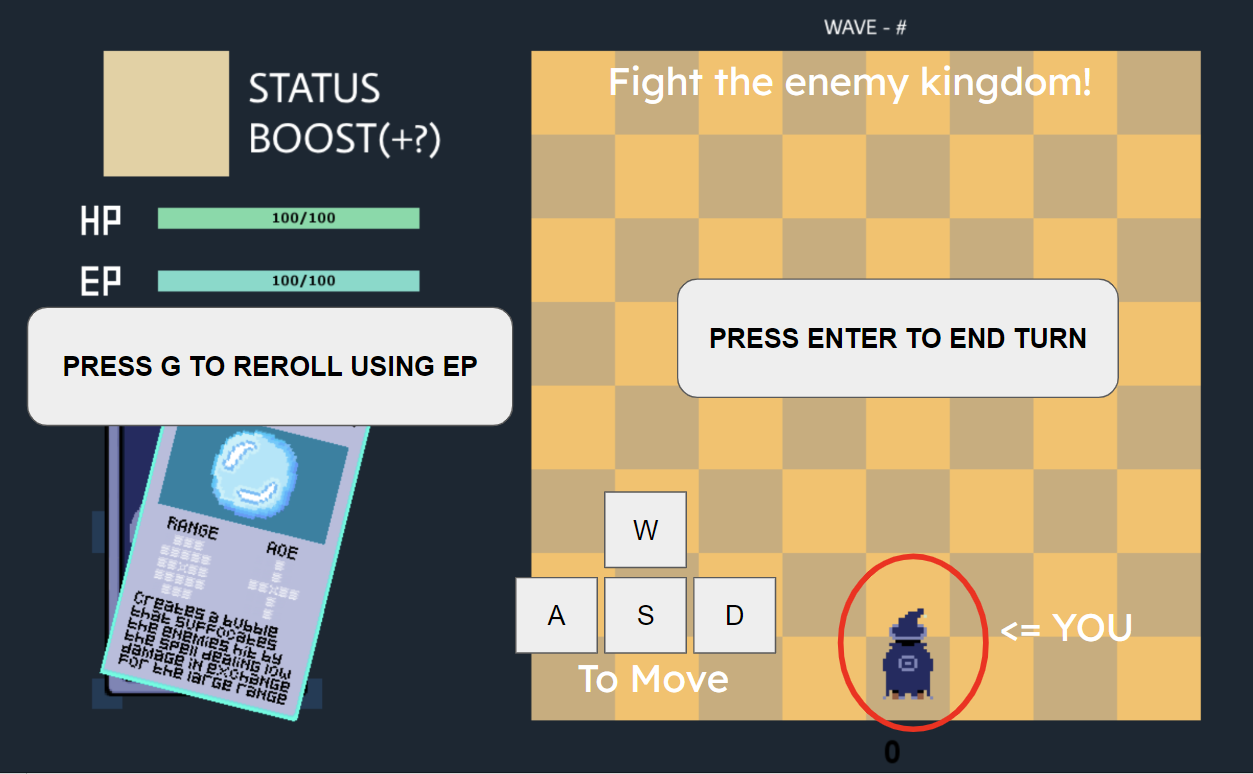 WAVE - #
STATUS
BOOST(+?)
Fight the enemy kingdom!
HP
100/100
EP
100/100
PRESS G TO REROLL USING EP
PRESS ENTER TO END TURN
RANGE
AOE
Creates a bubble
that suffocates
the enemies hit by
the spell dealing low
damage in exchange
for the large range
W
A
S
D
To Move
<= YOU
0